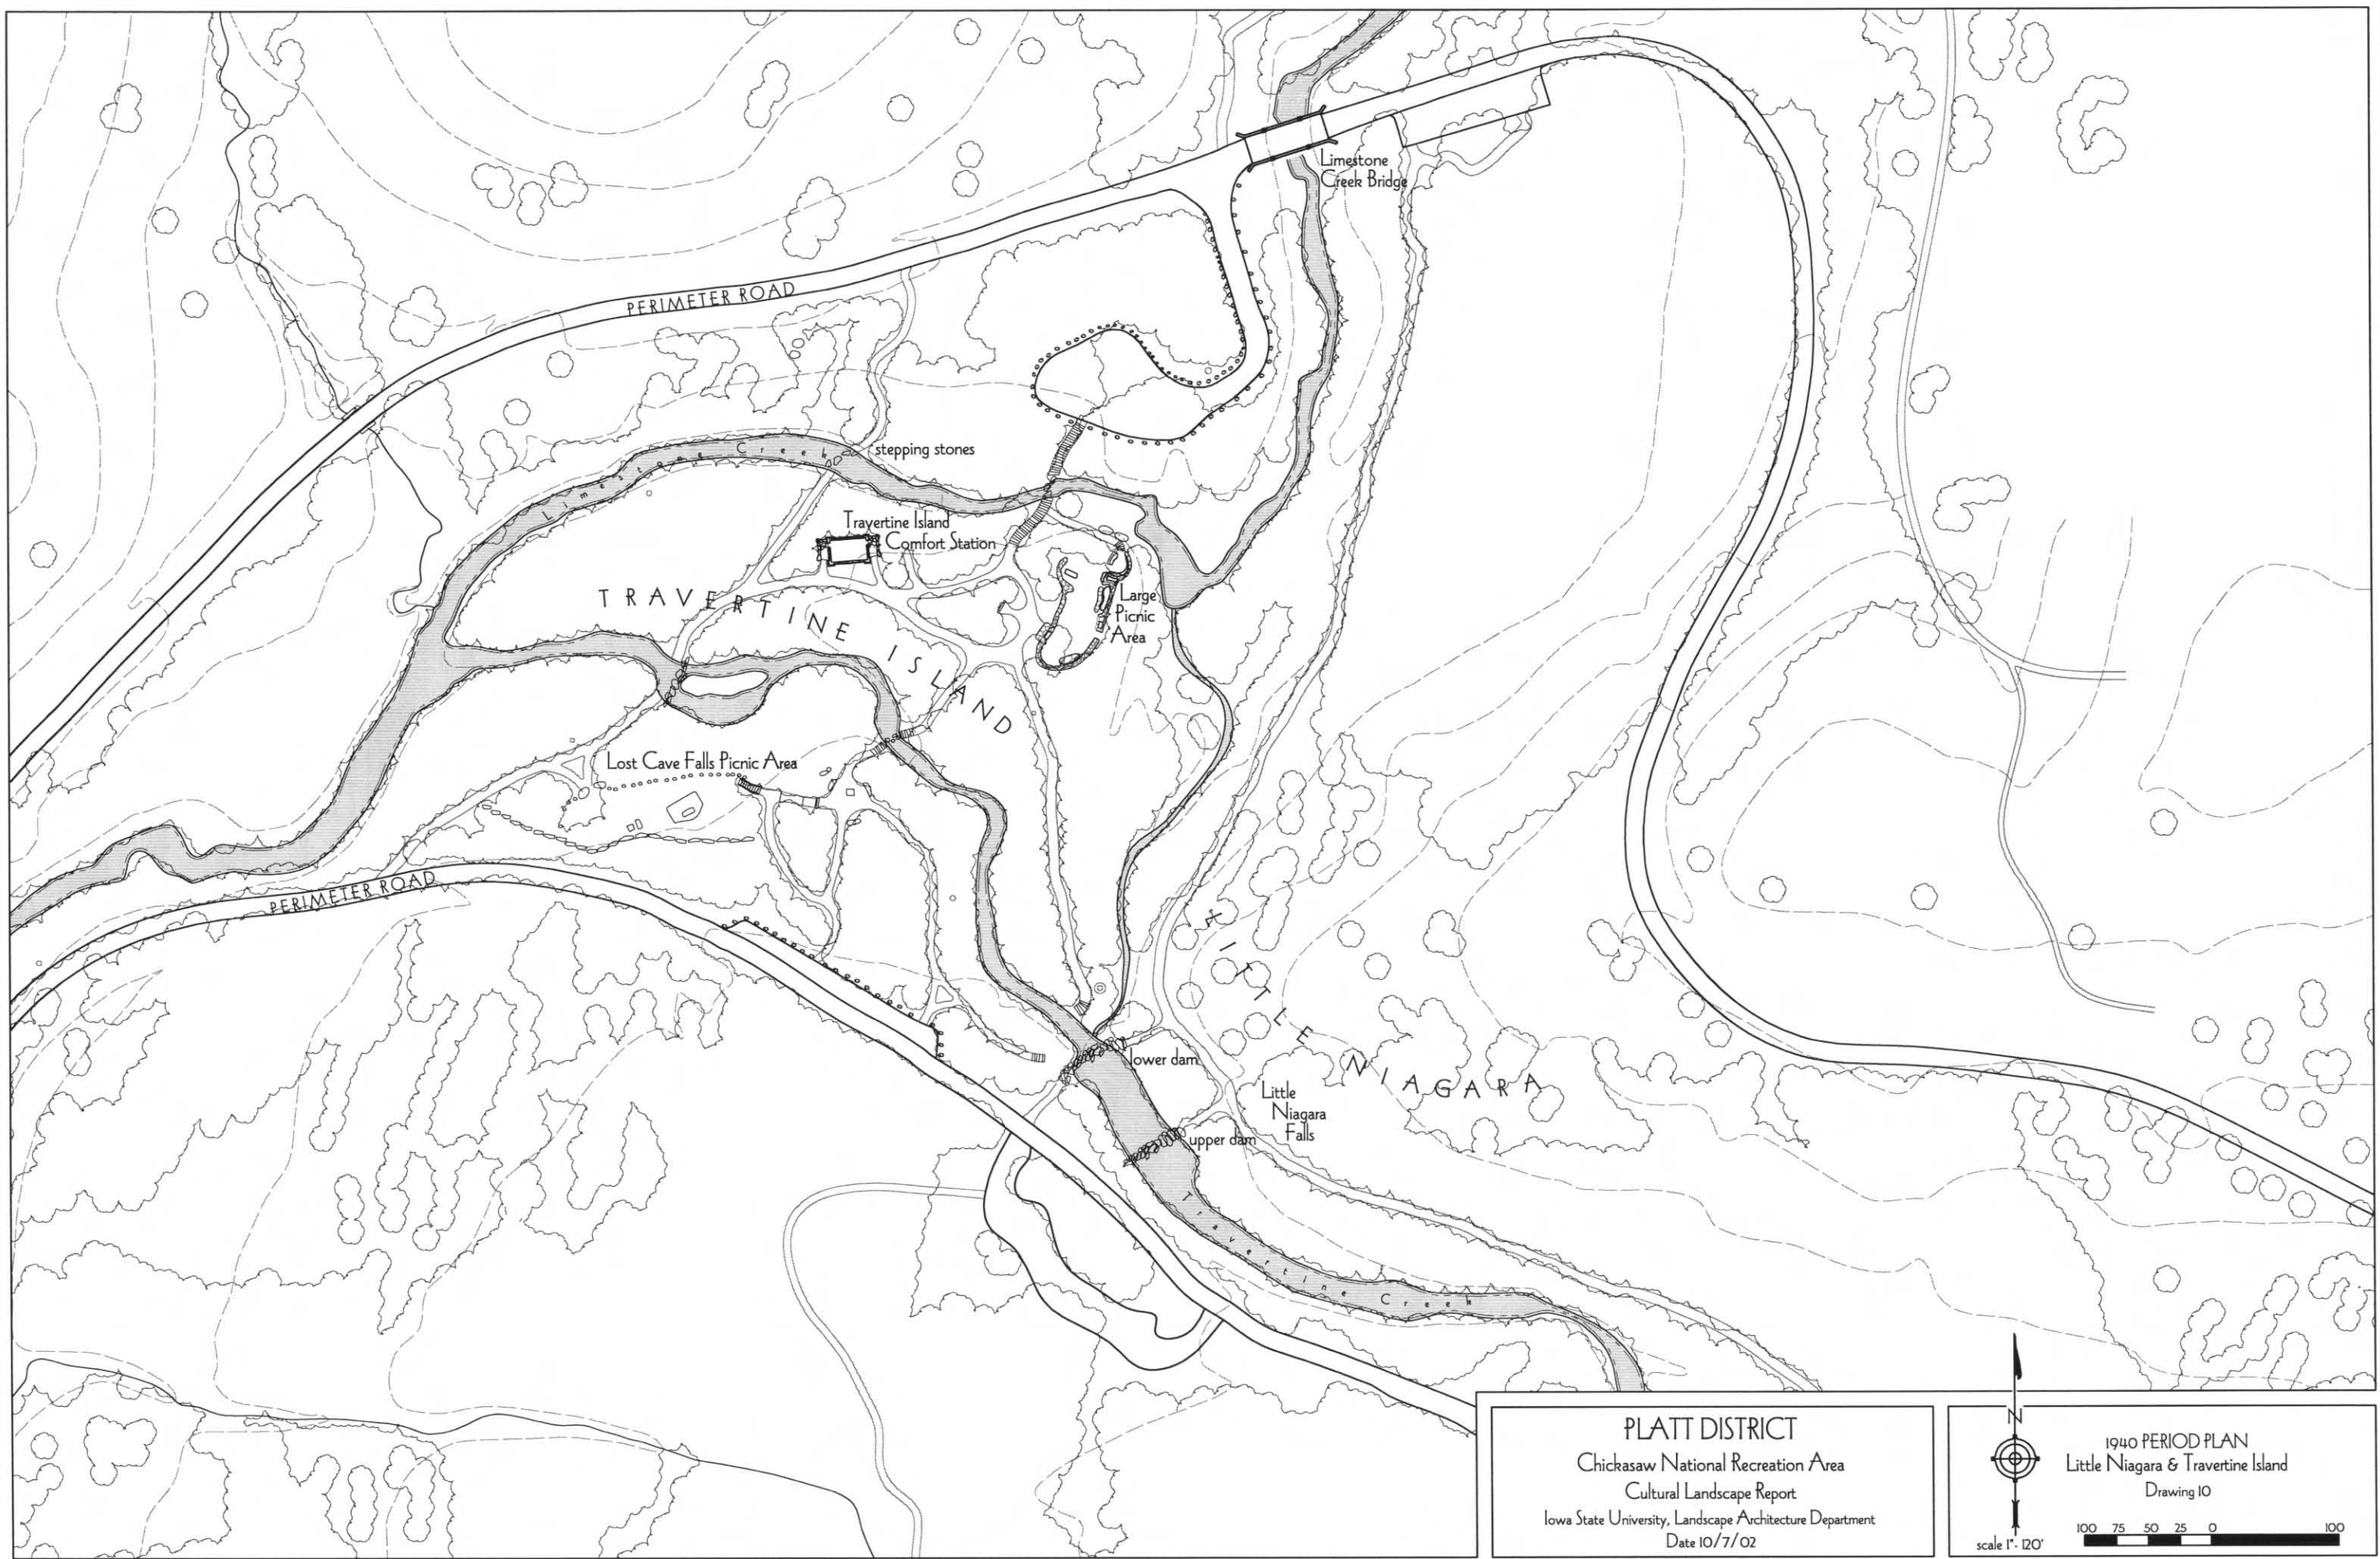 Limestone
Creek Bridge
PERIMETER ROAD
stepping stones
Limestone Creek
Travertine Island
Comfort Station
TRAVERTINE ISLAND
Large
Picnic
Area
Lost Cave Falls Picnic Area
PERIMETER ROAD
LITTLE NIAGARA
lower dam
Little
Niagara
Falls
upper dam
Travertine Creek
PLATT DISTRICT
Chickasaw National Recreation Area
Cultural Landscape Report
Iowa State University, Landscape Architecture Department
Date 10/7/02
N
scale 1"- 120'
1940 PERIOD PLAN
Little Niagara & Travertine Island
Drawing 10
100 75 50 25 0 100